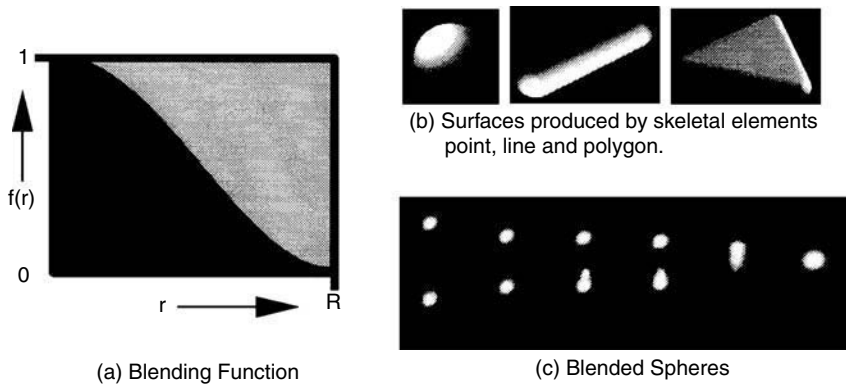 1
f(r)
0
r
R
(a) Blending Function
(b) Surfaces produced by skeletal elements
point, line and polygon.
(c) Blended Spheres